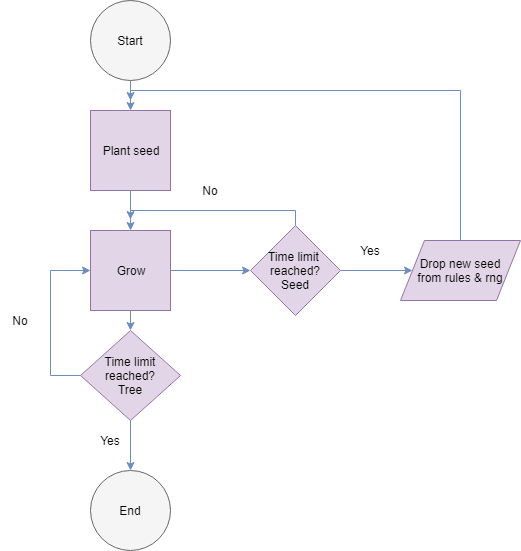 Start
Plant seed
No
Grow
Time limit
reached?
Seed
Yes
Drop new seed
from rules & rng
No
Time limit
reached?
Tree
Yes
End